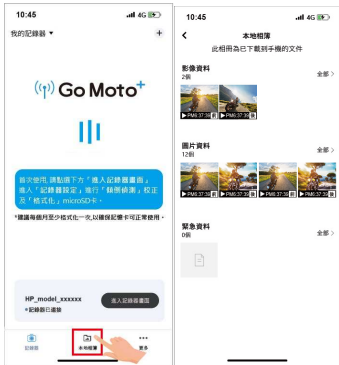 10:45
4G
我的記錄器 ▼
+
Go Moto+
首次使用, 請點選下方「進入記錄器畫面」
進入「記錄器設定」進行「傾倒偵測」校正
及「格式化」microSD卡。
*建議每個月至少格式化一次,以確保記憶卡可正常使用。
HP_model_xxxxxx
記錄器已連接
進入記錄器畫面
記錄器
本地相簿
更多
10:45
4G
本地相簿
此相冊為已下載到手機的文件
影像資料
2個
全部
PM6:37:39
PM6:37:39
圖片資料
12個
全部
PM6:37:39
PM6:37:39
PM6:37:39
PM6:37:39
緊急資料
0個
全部